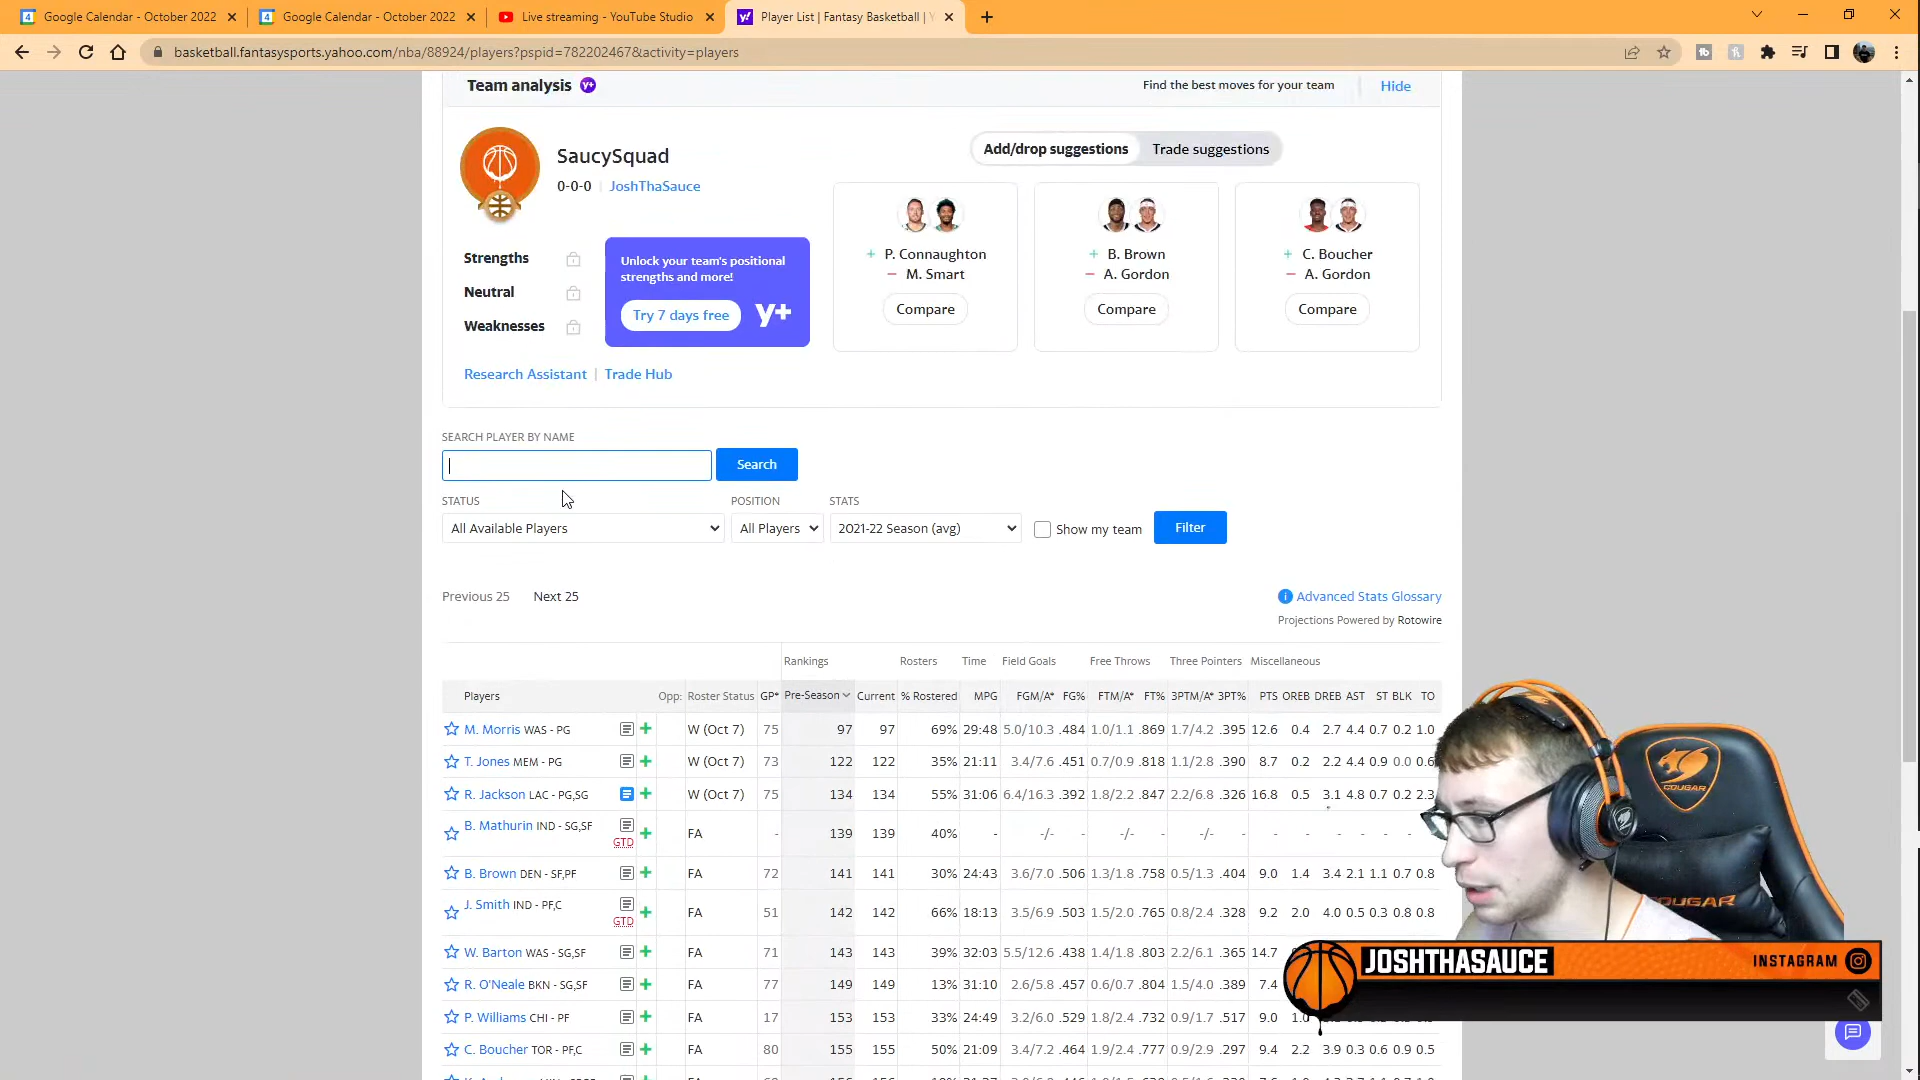 Google Calendar - October 2022
Google Calendar - October 2022
Live streaming - YouTube Studio
Player List | Fantasy Basketball |
basketball.fantasysports.yahoo.com/nba/88924/players?pspid=782202467&activity=players
Team analysis y+
Find the best moves for your team
Hide
SaucySquad
0-0-0 | JoshThaSauce
Add/drop suggestions
Trade suggestions
Strengths
Neutral
Weaknesses
Unlock your team's positional
strengths and more!
Try 7 days free y+
+ P. Connaughton
− M. Smart
Compare
+ B. Brown
− A. Gordon
Compare
+ C. Boucher
− A. Gordon
Compare
Research Assistant | Trade Hub
SEARCH PLAYER BY NAME
Search
STATUS POSITION STATS
All Available Players All Players 2021-22 Season (avg) Show my team Filter
Previous 25 Next 25
Advanced Stats Glossary
Projections Powered by Rotowire
Rankings Rosters Time Field Goals Free Throws Three Pointers Miscellaneous
Players Opp: Roster Status GP* Pre-Season Current % Rostered MPG FGM/A* FG% FTM/A* FT% 3PTM/A* 3PT% PTS OREB DREB AST ST BLK TO
M. Morris WAS - PG W (Oct 7) 75 97 97 69% 29:48 5.0/10.3 .484 1.0/1.1 .869 1.7/4.2 .395 12.6 0.4 2.7 4.4 0.7 0.2 1.0
T. Jones MEM - PG W (Oct 7) 73 122 122 35% 21:11 3.4/7.6 .451 0.7/0.9 .818 1.1/2.8 .390 8.7 0.2 2.2 4.4 0.9 0.0 0.6
R. Jackson LAC - PG,SG W (Oct 7) 75 134 134 55% 31:06 6.4/16.3 .392 1.8/2.2 .847 2.2/6.8 .326 16.8 0.5 3.1 4.8 0.7 0.2 2.3
B. Mathurin IND - SG,SF GTD FA - 139 139 40% - -/- - -/- - -/- - - - - - - -
B. Brown DEN - SF,PF FA 72 141 141 30% 24:43 3.6/7.0 .506 1.3/1.8 .758 0.5/1.3 .404 9.0 1.4 3.4 2.1 1.1 0.7 0.8
J. Smith IND - PF,C GTD FA 51 142 142 66% 18:13 3.5/6.9 .503 1.5/2.0 .765 0.8/2.4 .328 9.2 2.0 4.0 0.5 0.3 0.8 0.8
W. Barton WAS - SG,SF FA 71 143 143 39% 32:03 5.5/12.6 .438 1.4/1.8 .803 2.2/6.1 .365 14.7
R. O'Neale BKN - SG,SF FA 77 149 149 13% 31:10 2.6/5.8 .457 0.6/0.7 .804 1.5/4.0 .389 7.4
P. Williams CHI - PF FA 17 153 153 33% 24:49 3.2/6.0 .529 1.8/2.4 .732 0.9/1.7 .517 9.0
C. Boucher TOR - PF,C FA 80 155 155 50% 21:09 3.4/7.2 .464 1.9/2.4 .777 0.9/2.9 .297 9.4 2.2 3.9 0.3 0.6 0.9 0.5
COUGAR
COUGAR
JOSHTHASAUCE
INSTAGRAM